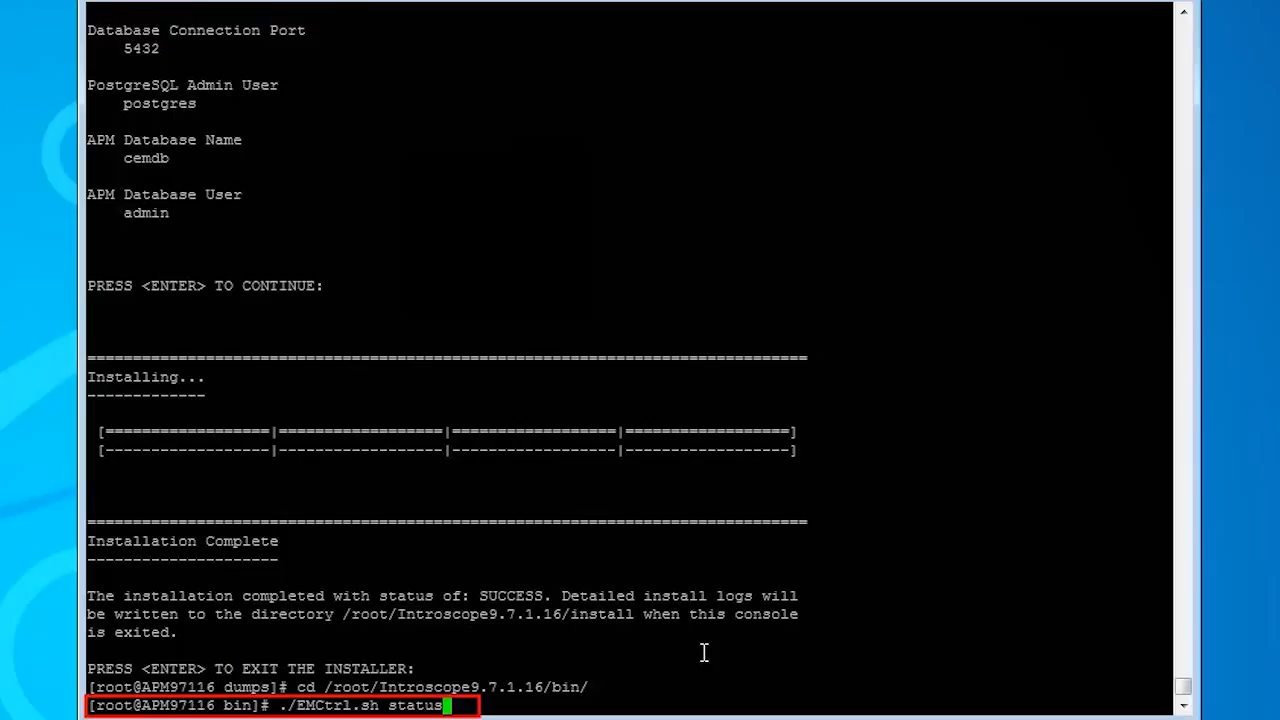 Database Connection Port
5432
PostgreSQL Admin User
postgres
APM Database Name
cemdb
APM Database User
admin
PRESS <ENTER> TO CONTINUE:
================================================================================
Installing...
-------------
[==================|==================|==================|==================]
[------------------|------------------|------------------|------------------]
================================================================================
Installation Complete
---------------------
The installation completed with status of: SUCCESS. Detailed install logs will
be written to the directory /root/Introscope9.7.1.16/install when this console
is exited.
PRESS <ENTER> TO EXIT THE INSTALLER:
[root@APM97116 dumps]# cd /root/Introscope9.7.1.16/bin/
[root@APM97116 bin]# ./EMCtrl.sh status